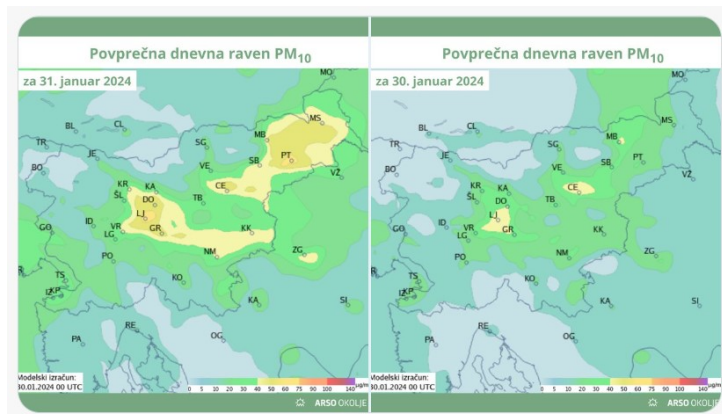 Povprečna dnevna raven PM10
za 31. januar 2024
MO
BL
CL
MS
TR
SG
MB
JE
PT
BO
VE
SB
VŽ
KR
KA
CE
ŠL
DO
TB
LJ
ID
VR
GR
KK
GO
LG
NM
ZG
PO
TS
KO
KP
KA
SI
RE
PA
OG
Modelski izračun:
30.01.2024 00 UTC
0 5 10 20 30 40 50 60 75 90 100 140
ARSO OKOLJE
Povprečna dnevna raven PM10
za 30. januar 2024
MO
BL
CL
MS
TR
SG
MB
JE
PT
BO
VE
SB
VŽ
KR
KA
CE
ŠL
DO
TB
LJ
ID
VR
GR
KK
GO
LG
NM
ZG
PO
TS
KO
KP
KA
SI
RE
PA
OG
Modelski izračun:
30.01.2024 00 UTC
0 5 10 20 30 40 50 60 75 90 100 140
ARSO OKOLJE